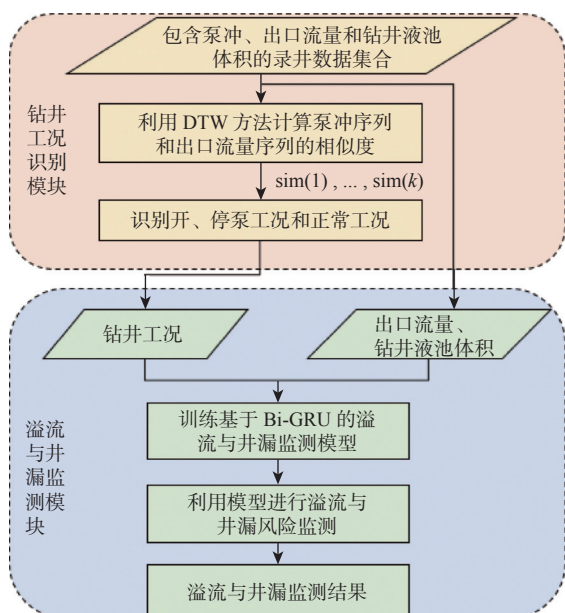 包含泵冲、出口流量和钻井液池
体积的录井数据集合
钻井
工况
识别
模块
利用 DTW 方法计算泵冲序列
和出口流量序列的相似度
sim(1) , ... , sim(k)
识别开、停泵工况和正常工况
钻井工况
出口流量、
钻井液池体积
溢流
与井
漏监
测模
块
训练基于 Bi-GRU 的溢流
与井漏监测模型
利用模型进行溢流与
井漏风险监测
溢流与井漏监测结果